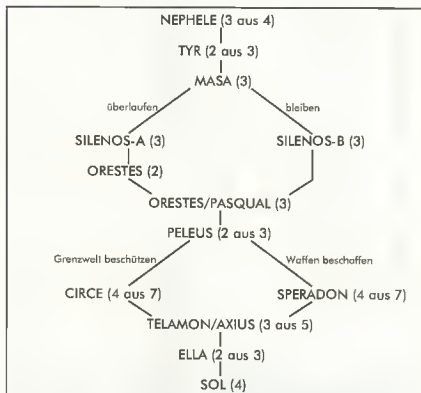 NEPHELE (3 aus 4)
TYR (2 aus 3)
MASA (3)
überlaufen bleiben
SILENOS-A (3) SILENOS-B (3)
ORESTES (2)
ORESTES/PASQUAL (3)
PELEUS (2 aus 3)
Grenzwelt beschützen Waffen beschaffen
CIRCE (4 aus 7) SPERADON (4 aus 7)
TELAMON/AXIUS (3 aus 5)
ELLA (2 aus 3)
SOL (4)